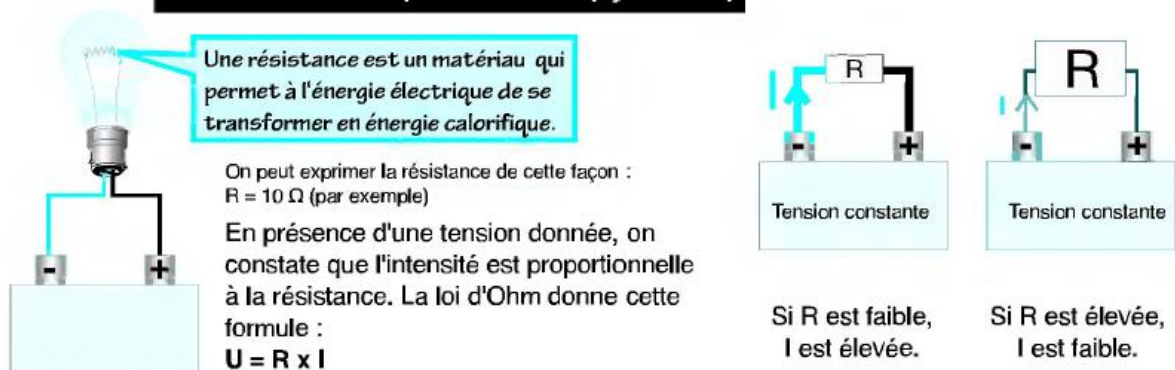 Une résistance est un matériau qui
permet à l'énergie électrique de se
transformer en énergie calorifique.
On peut exprimer la résistance de cette façon :
R = 10 Ω (par exemple)
En présence d'une tension donnée, on
constate que l'intensité est proportionnelle
à la résistance. La loi d'Ohm donne cette
formule :
U = R x I
- +
I R
- +
Tension constante
Si R est faible,
I est élevée.
I R
- +
Tension constante
Si R est élevée,
I est faible.